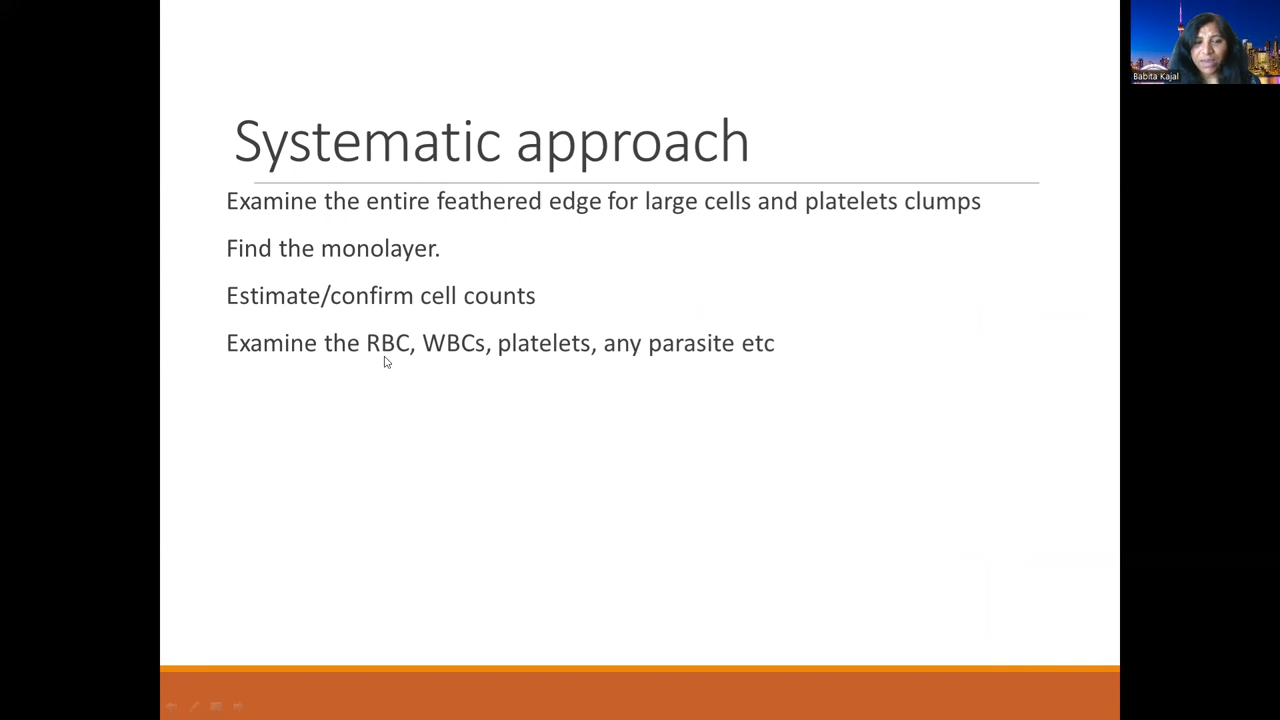 Systematic approach
Examine the entire feathered edge for large cells and platelets clumps
Find the monolayer.
Estimate/confirm cell counts
Examine the RBC, WBCs, platelets, any parasite etc
Babita Kajal